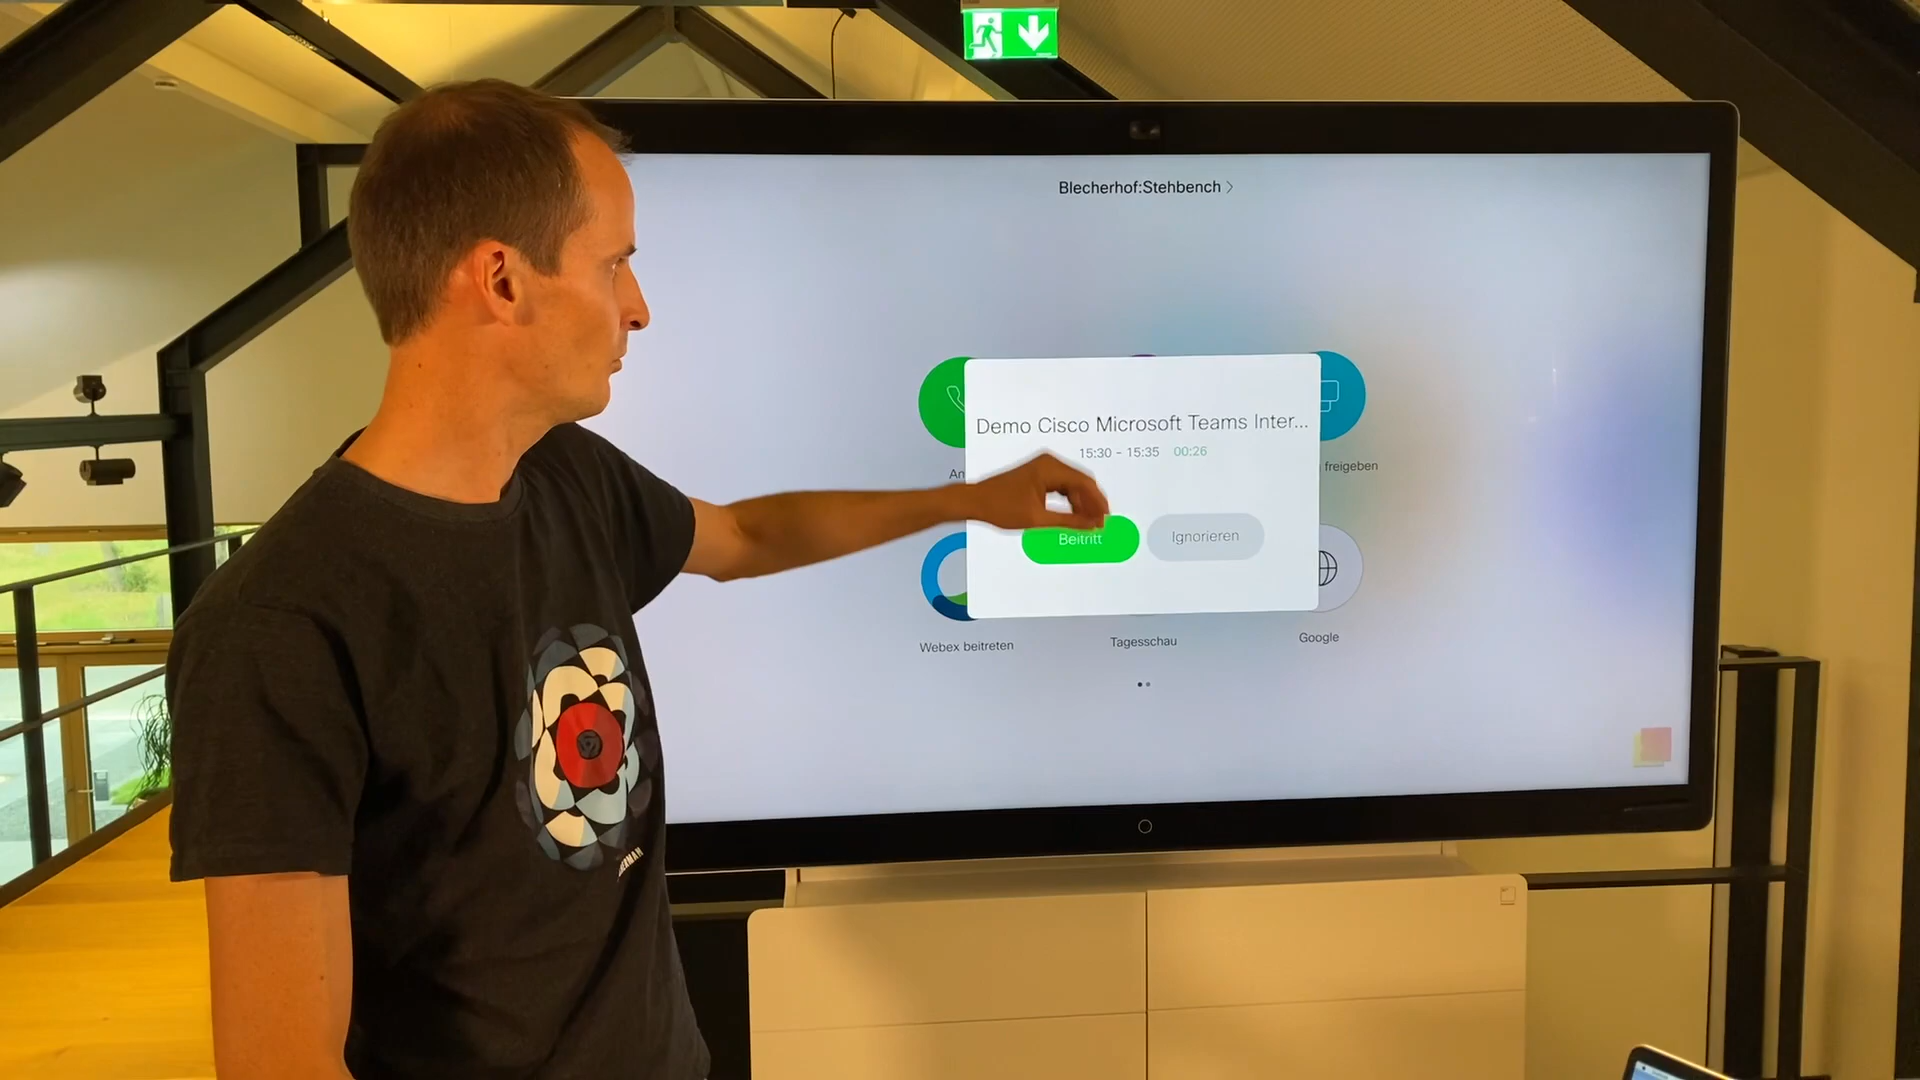 Blecherhof:Stehbench
Demo Cisco Microsoft Teams Inter...
15:30 - 15:35 00:26
freigeben
Beitritt
Ignorieren
Webex beitreten
Tagesschau
Google